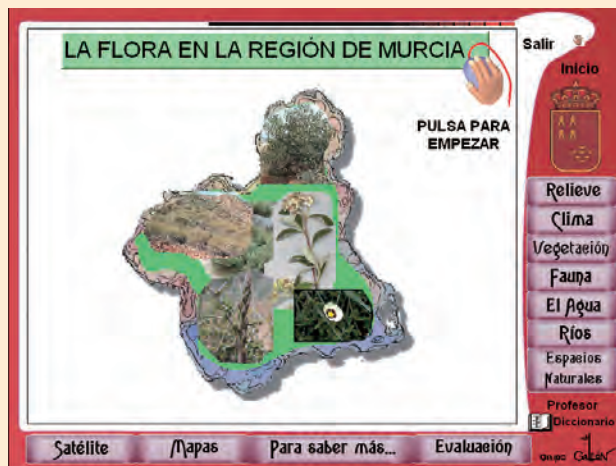 LA FLORA EN LA REGIÓN DE MURCIA
Salir
Inicio
PULSA PARA
EMPEZAR
Relieve
Clima
Vegetación
Fauna
El Agua
Ríos
Espacios
Naturales
Profesor
Diccionario
Satélite
Mapas
Para saber más...
Evaluación